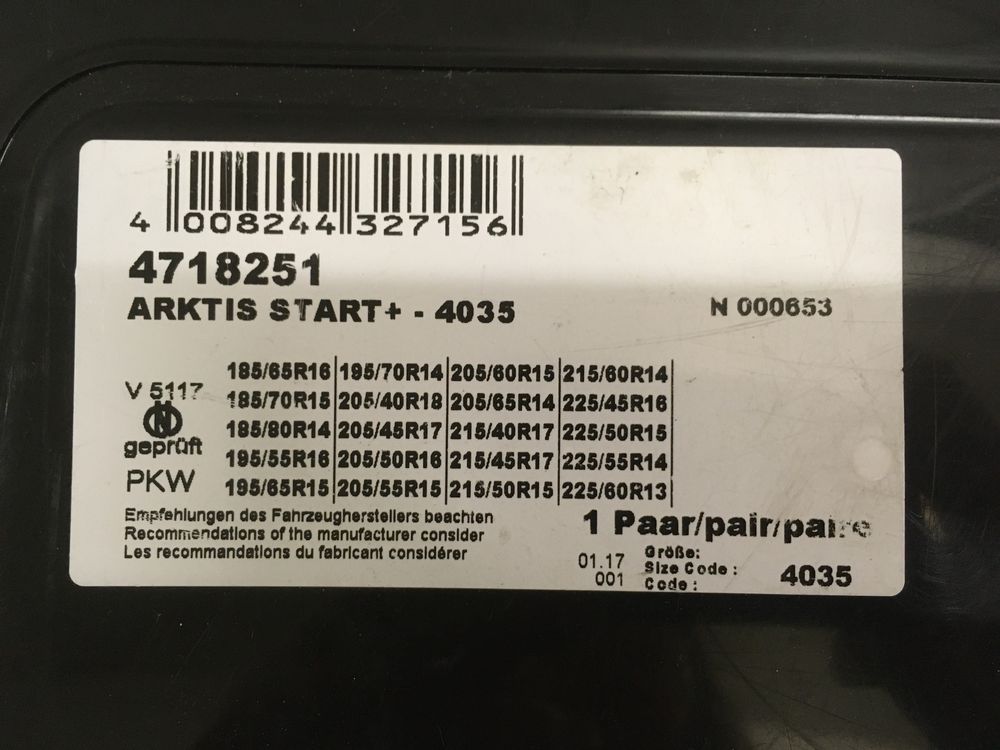 4 008244 327156
4718251
ARKTIS START+ - 4035 N 000653
185/65R16 195/70R14 205/60R15 215/60R14
V 5117 185/70R15 205/40R18 205/65R14 225/45R16
185/80R14 205/45R17 215/40R17 225/50R15
geprüft 195/55R16 205/50R16 215/45R17 225/55R14
PKW 195/65R15 205/55R15 215/50R15 225/60R13
Empfehlungen des Fahrzeugherstellers beachten
Recommendations of the manufacturer consider
Les recommandations du fabricant considérer
1 Paar/pair/paire
01.17 Größe:
001 Size Code : 4035
Code :